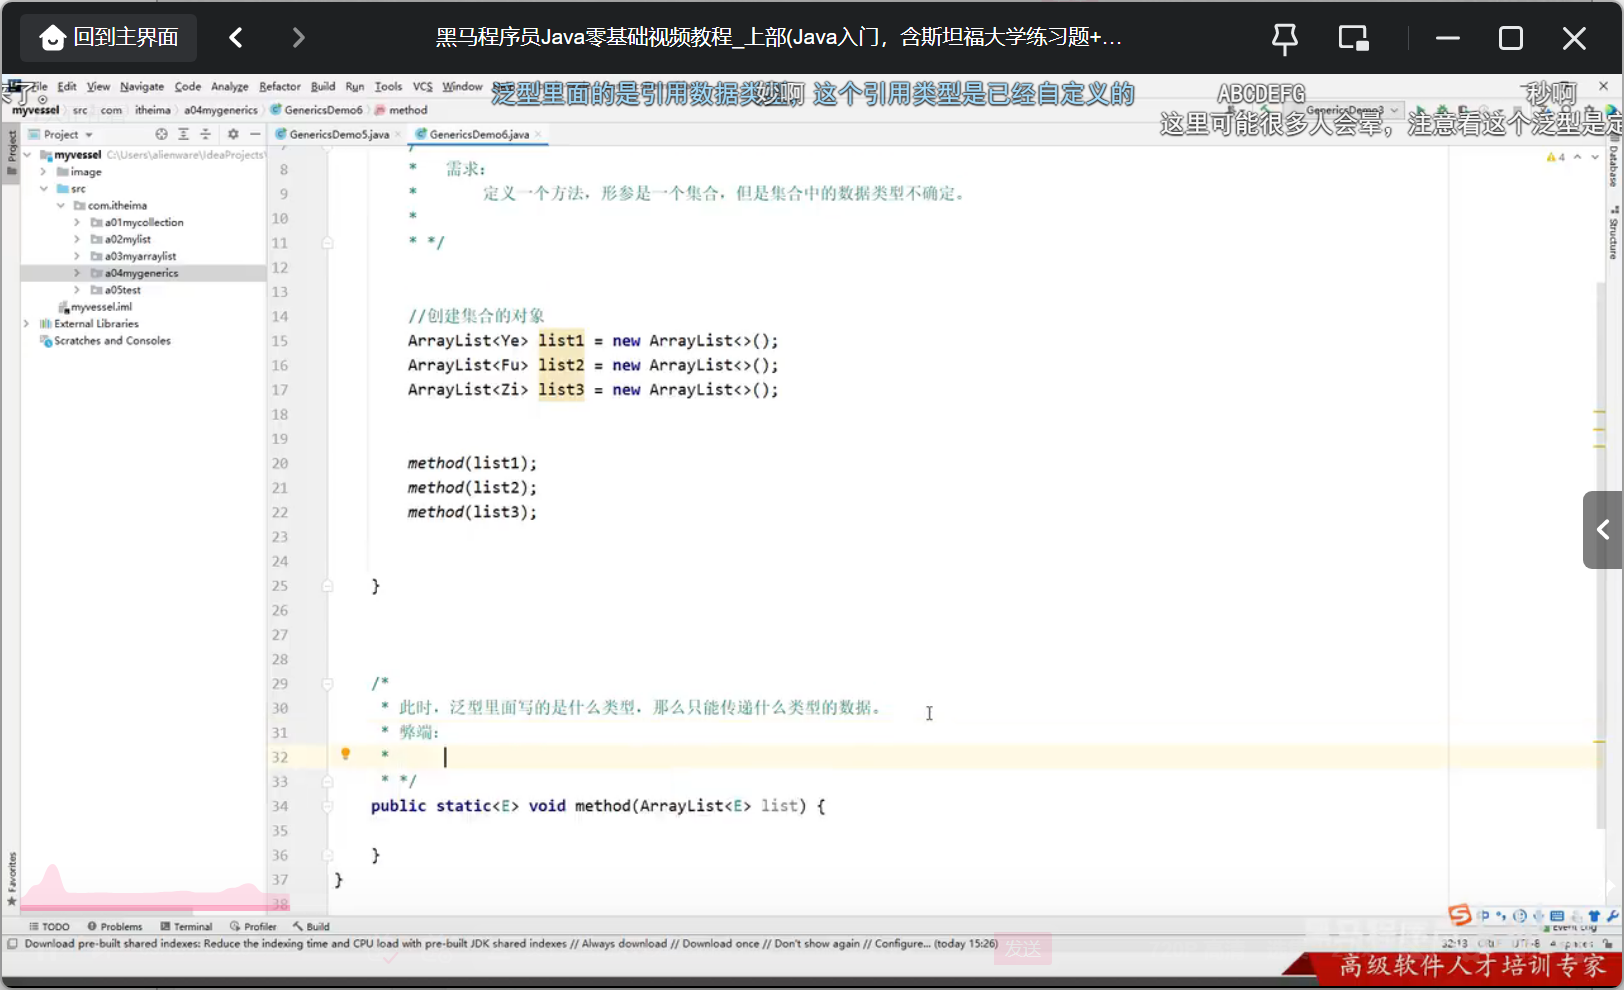 回到主界面
黑马程序员Java零基础视频教程_上部(Java入门，含斯坦福大学练习题+...
File Edit View Navigate Code Analyze Refactor Build Run Tools VCS Window
泛型里面的是引用数据类型，这个引用类型是已经自定义的
ABCDEFG
秒啊
这里可能很多人会晕，注意看这个泛型是定
myvessel src com itheima a04mygenerics GenericsDemo6 method
GenericsDemo3
Project
GenericsDemo5.java
GenericsDemo6.java
Project
Database
Structure
Favorites
myvessel C:\Users\alienware\IdeaProjects\
image
src
com.itheima
a01mycollection
a02mylist
a03myarraylist
a04mygenerics
a05test
myvessel.iml
External Libraries
Scratches and Consoles
4
7 /
8 * 需求：
9 * 定义一个方法，形参是一个集合，但是集合中的数据类型不确定。
10 *
11 * */
12
13
14 //创建集合的对象
15 ArrayList<Ye> list1 = new ArrayList<>();
16 ArrayList<Fu> list2 = new ArrayList<>();
17 ArrayList<Zi> list3 = new ArrayList<>();
18
19
20 method(list1);
21 method(list2);
22 method(list3);
23
24
25 }
26
27
28
29 /*
30 * 此时，泛型里面写的是什么类型，那么只能传递什么类型的数据。
31 * 弊端：
32 *
33 * */
34 public static<E> void method(ArrayList<E> list) {
35
36 }
37 }
38
TODO Problems Terminal Profiler Build
Event Log
Download pre-built shared indexes: Reduce the indexing time and CPU load with pre-built JDK shared indexes // Always download // Download once // Don't show again // Configure... (today 15:26)
发送
32:13 CRLF UTF-8 4 spaces
高级软件人才培训专家